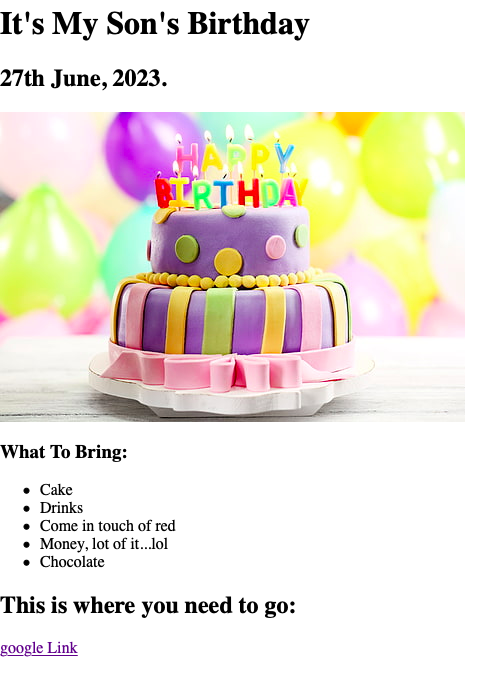 It's My Son's Birthday
27th June, 2023.
HAPPY
BIRTHDAY
What To Bring:
Cake
Drinks
Come in touch of red
Money, lot of it...lol
Chocolate
This is where you need to go:
google Link